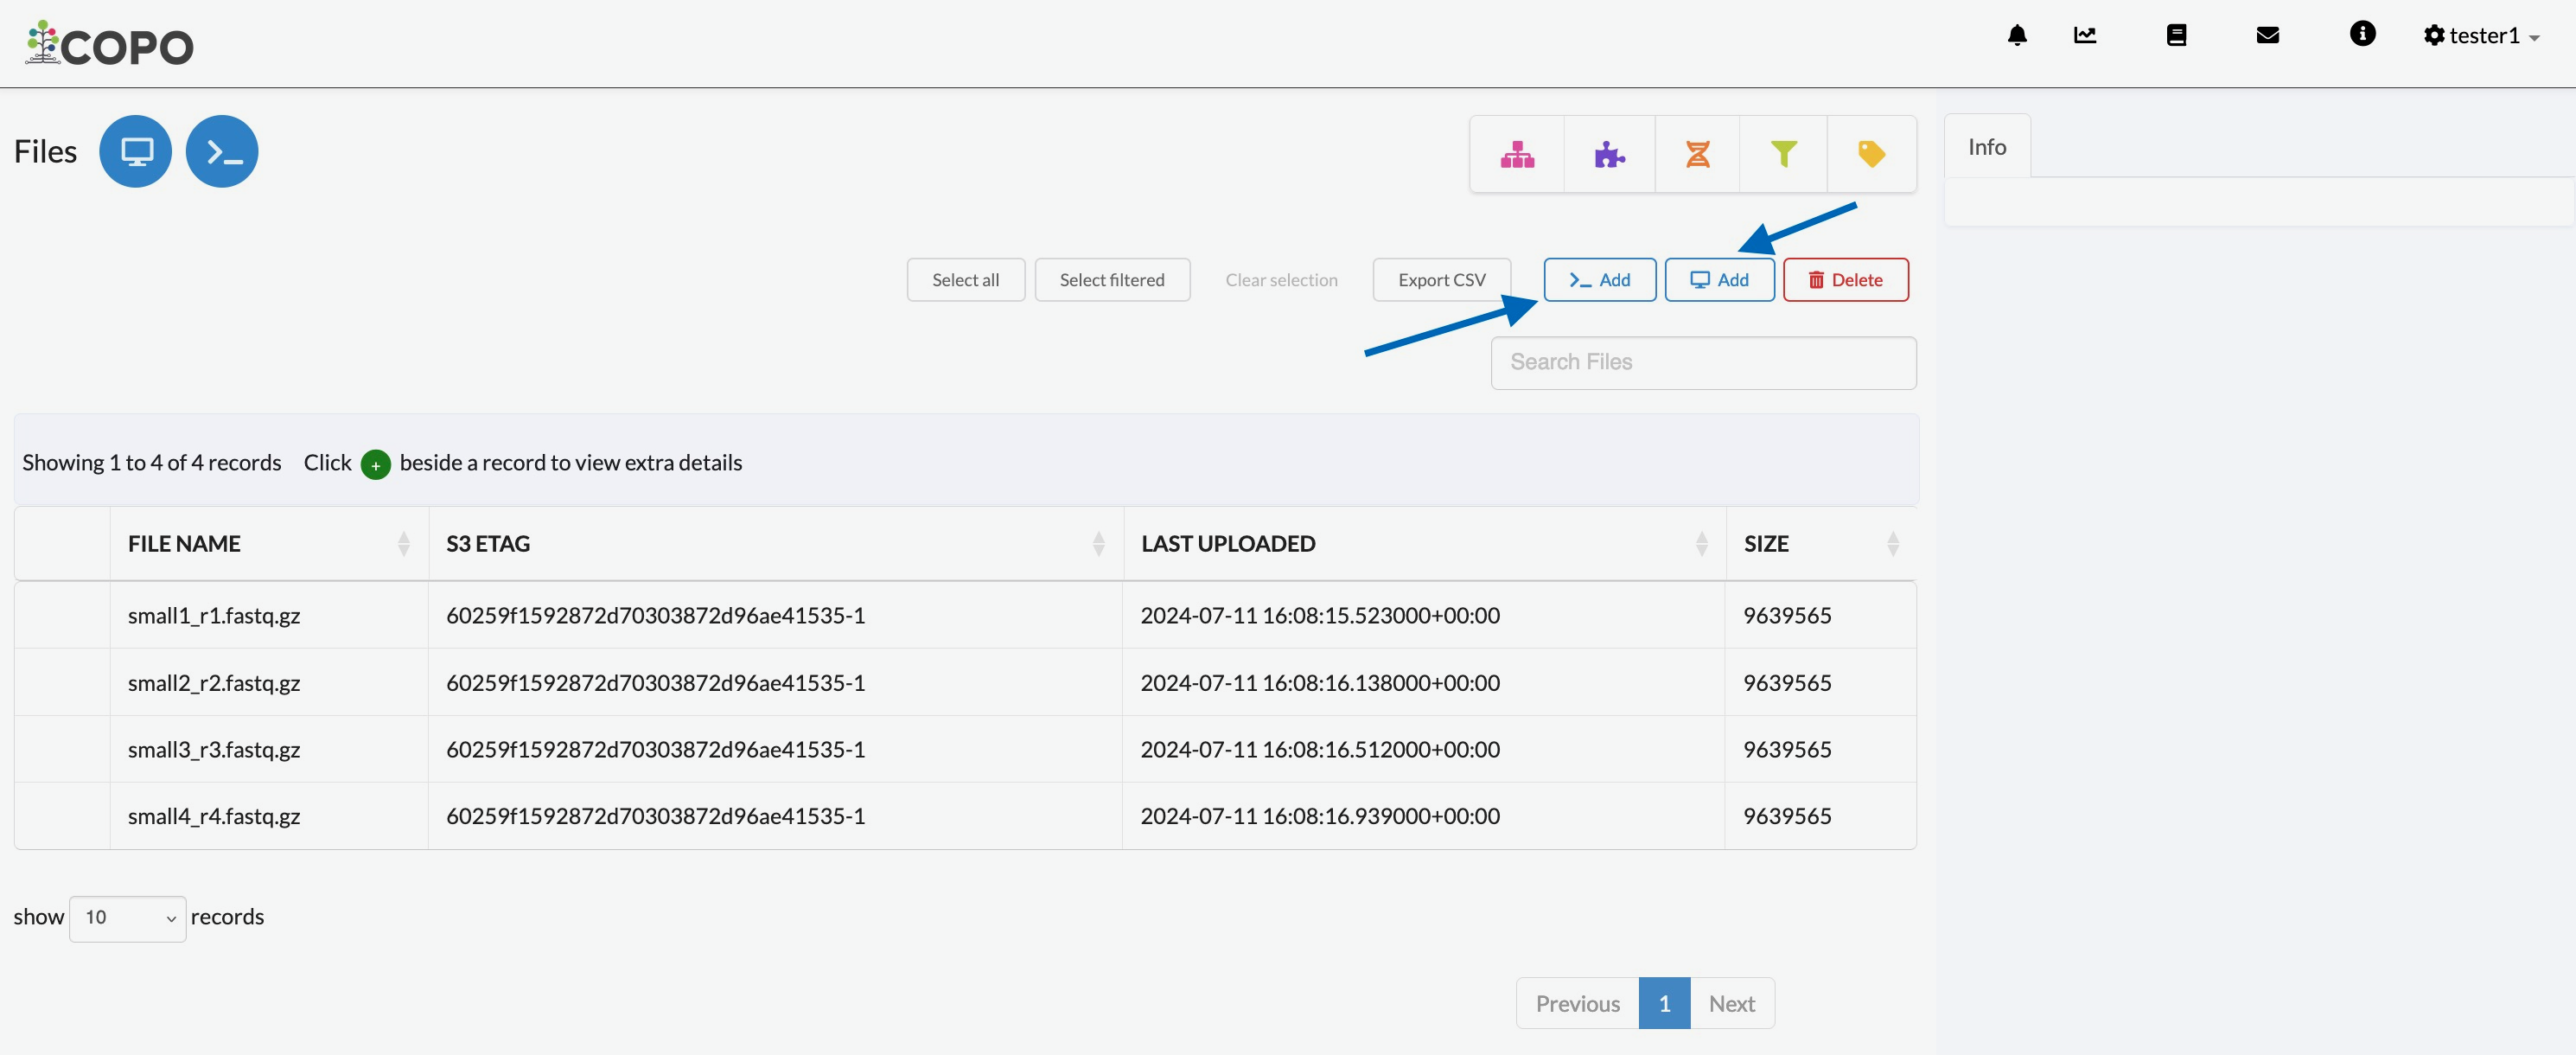 COPO
tester1
Files
Info
Select all
Select filtered
Clear selection
Export CSV
Add
Add
Delete
Search Files
Showing 1 to 4 of 4 records Click + beside a record to view extra details
FILE NAME S3 ETAG LAST UPLOADED SIZE
small1_r1.fastq.gz 60259f1592872d70303872d96ae41535-1 2024-07-11 16:08:15.523000+00:00 9639565
small2_r2.fastq.gz 60259f1592872d70303872d96ae41535-1 2024-07-11 16:08:16.138000+00:00 9639565
small3_r3.fastq.gz 60259f1592872d70303872d96ae41535-1 2024-07-11 16:08:16.512000+00:00 9639565
small4_r4.fastq.gz 60259f1592872d70303872d96ae41535-1 2024-07-11 16:08:16.939000+00:00 9639565
show 10 records
Previous 1 Next